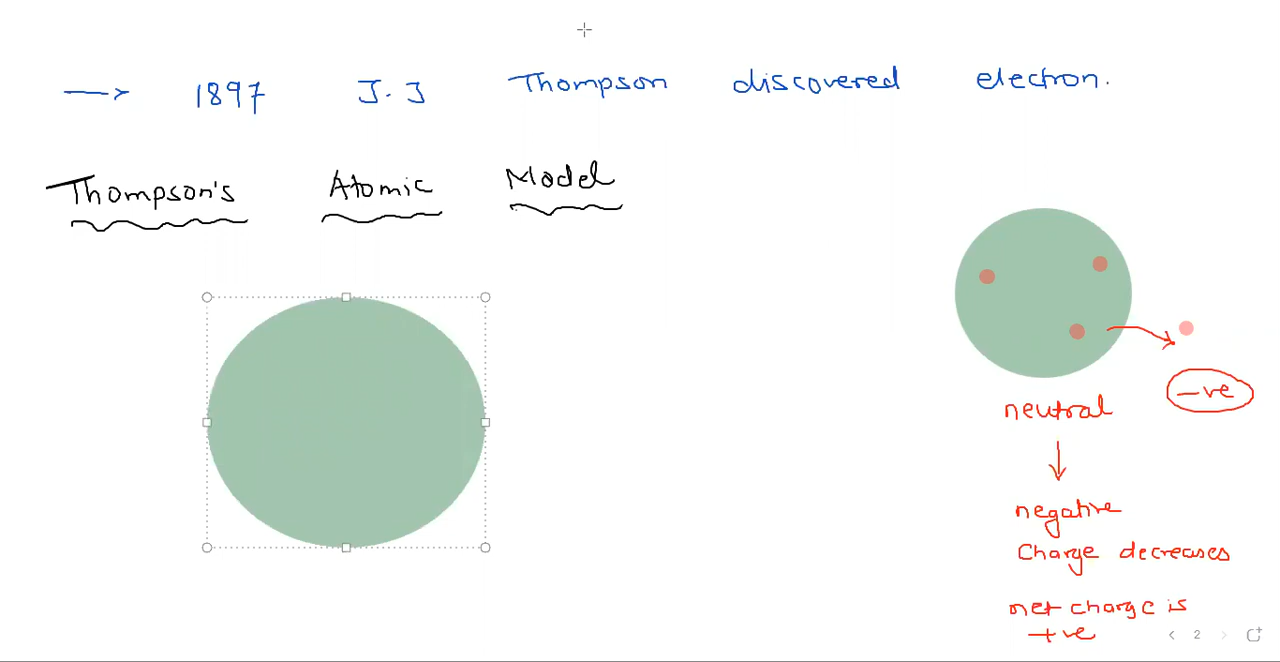 → 1897 J.J Thompson discovered electron.
Thompson's Atomic Model
-ve
neutral
↓
negative
Charge decreases
net charge is
+ve
< 2 >